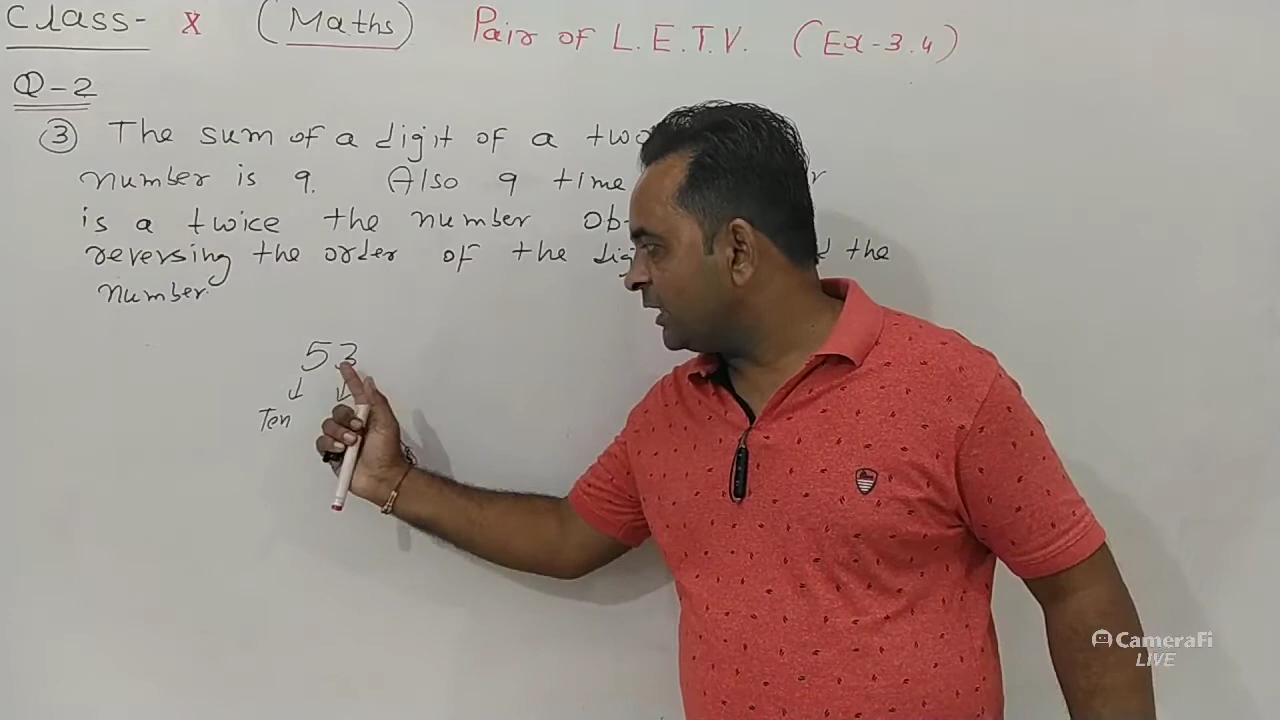 Class- X (Maths) Pair of L.E.T.V. (Ex-3.4)
Q-2
③ The sum of a digit of a two
number is 9. Also 9 time
is a twice the number ob-
reversing the order of the dig the
number.
53
↓ ↓
Ten
CameraFi
LIVE